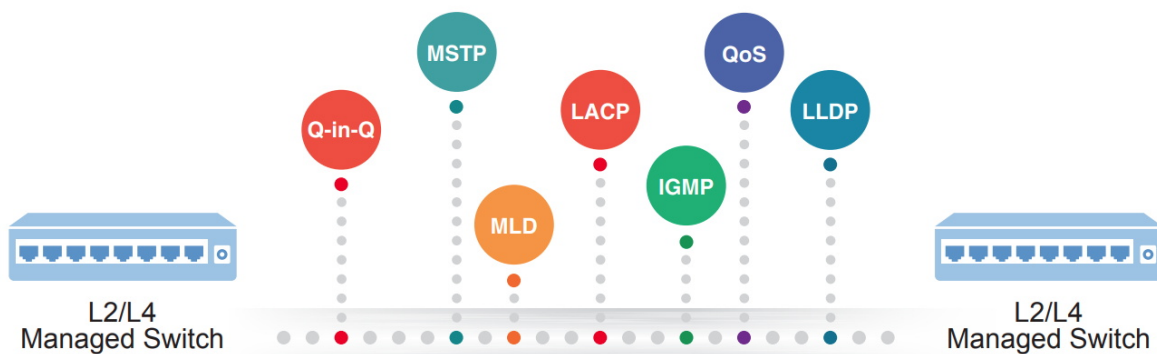 MSTP
QoS
Q-in-Q
LACP
LLDP
MLD
IGMP
L2/L4
Managed Switch
L2/L4
Managed Switch